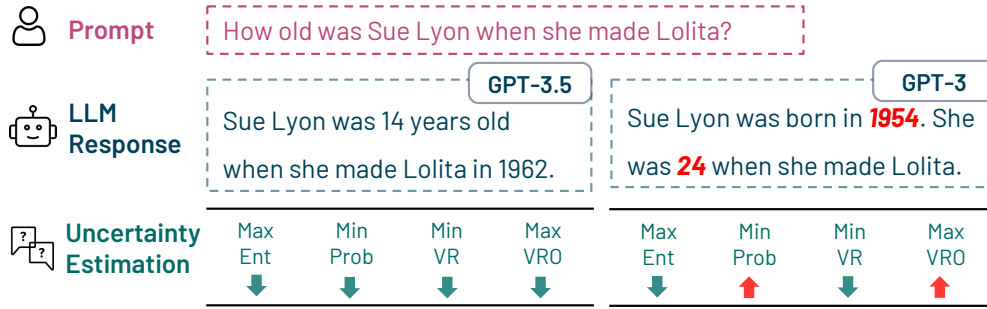 Prompt
How old was Sue Lyon when she made Lolita?
LLM
Response
GPT-3.5
Sue Lyon was 14 years old
when she made Lolita in 1962.
GPT-3
Sue Lyon was born in 1954. She
was 24 when she made Lolita.
? ?
Uncertainty
Estimation
Max Ent
Min Prob
Min VR
Max VRO
Max Ent
Min Prob
Min VR
Max VRO